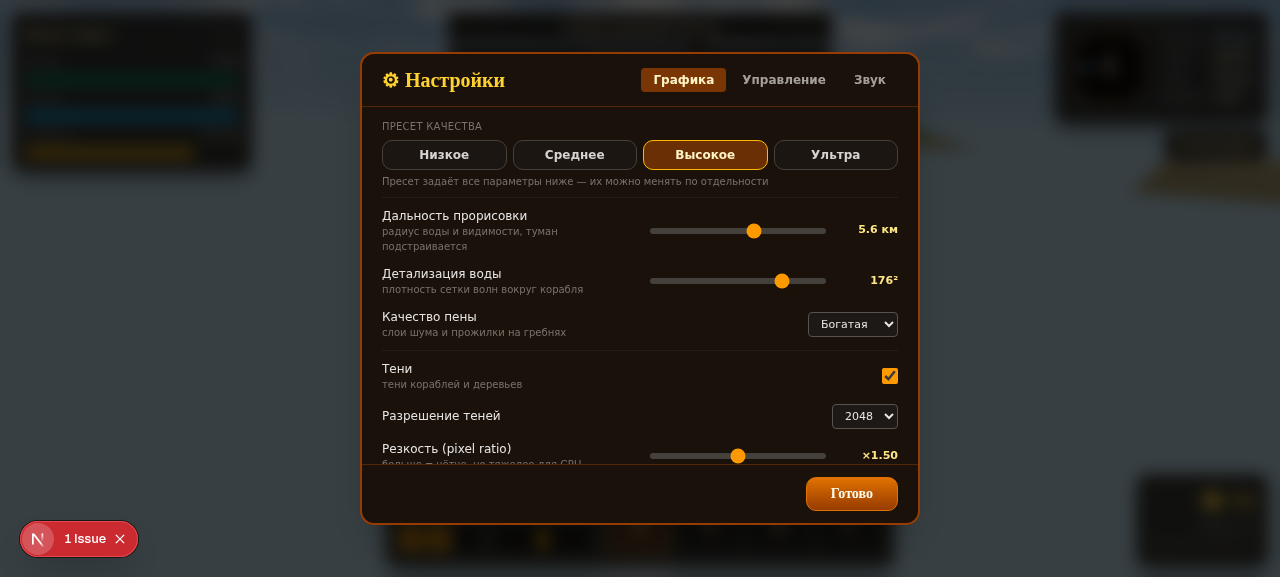 ⚙ Настройки
Графика
Управление
Звук
ПРЕСЕТ КАЧЕСТВА
Низкое
Среднее
Высокое
Ультра
Пресет задаёт все параметры ниже — их можно менять по отдельности
Дальность прорисовки
радиус воды и видимости, туман
подстраивается
5.6 км
Детализация воды
плотность сетки волн вокруг корабля
176²
Качество пены
слои шума и прожилки на гребнях
Богатая
Тени
тени кораблей и деревьев
Разрешение теней
2048
Резкость (pixel ratio)
×1.50
Готово
N
1 Issue